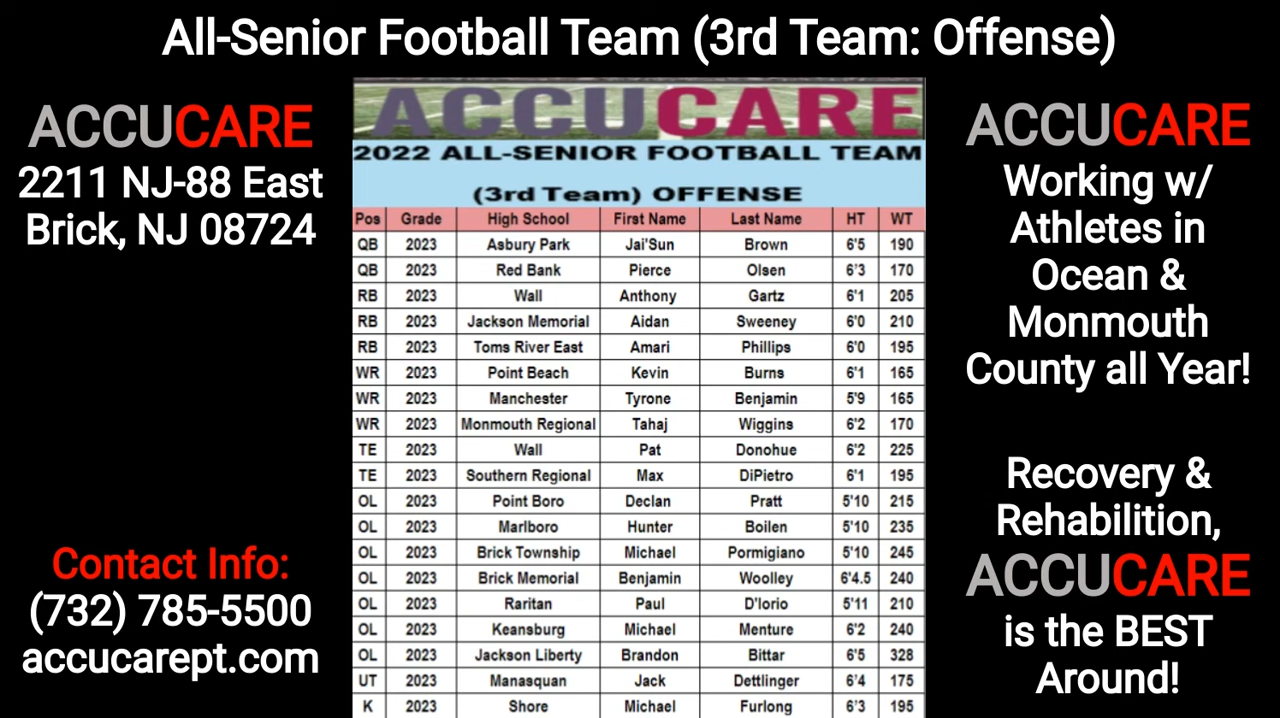 All-Senior Football Team (3rd Team: Offense)
ACCUCARE
2211 NJ-88 East
Brick, NJ 08724
Contact Info:
(732) 785-5500
accucarept.com
ACCUCARE
2022 ALL-SENIOR FOOTBALL TEAM
(3rd Team) OFFENSE
Pos Grade High School First Name Last Name HT WT
QB 2023 Asbury Park Jai'Sun Brown 6'5 190
QB 2023 Red Bank Pierce Olsen 6'3 170
RB 2023 Wall Anthony Gartz 6'1 205
RB 2023 Jackson Memorial Aidan Sweeney 6'0 210
RB 2023 Toms River East Amari Phillips 6'0 195
WR 2023 Point Beach Kevin Burns 6'1 165
WR 2023 Manchester Tyrone Benjamin 5'9 165
WR 2023 Monmouth Regional Tahaj Wiggins 6'2 170
TE 2023 Wall Pat Donohue 6'2 225
TE 2023 Southern Regional Max DiPietro 6'1 195
OL 2023 Point Boro Declan Pratt 5'10 215
OL 2023 Marlboro Hunter Boilen 5'10 235
OL 2023 Brick Township Michael Pormigiano 5'10 245
OL 2023 Brick Memorial Benjamin Woolley 6'4.5 240
OL 2023 Raritan Paul D'Iorio 5'11 210
OL 2023 Keansburg Michael Menture 6'2 240
OL 2023 Jackson Liberty Brandon Bittar 6'5 328
UT 2023 Manasquan Jack Dettlinger 6'4 175
K 2023 Shore Michael Furlong 6'3 195
ACCUCARE
Working w/
Athletes in
Ocean &
Monmouth
County all Year!
Recovery &
Rehabilition,
ACCUCARE
is the BEST
Around!